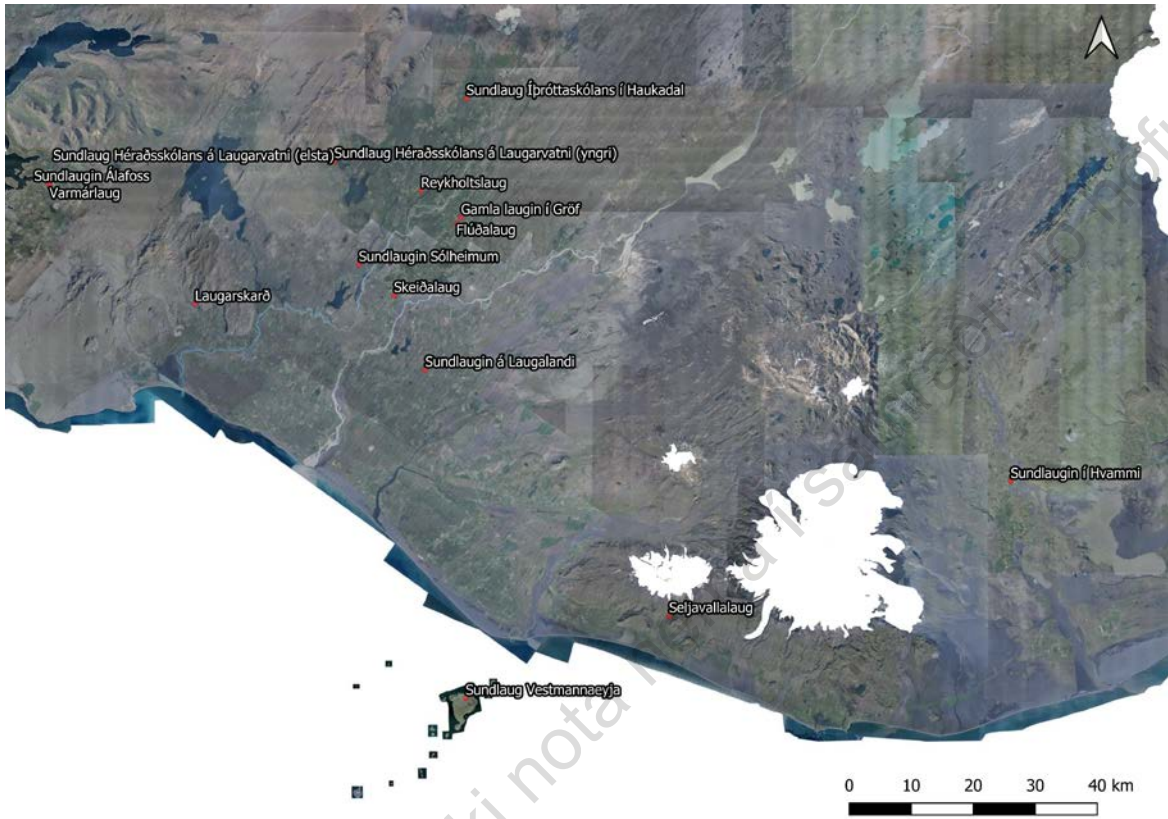 Sundlaug Íþróttaskólans í Haukadal
Sundlaug Héraðsskólans á Laugarvatni (elsta)
Sundlaug Héraðsskólans á Laugarvatni (yngri)
Sundlaugin Álafoss
Varmárlaug
Reykholtslaug
Gamla laugin í Gröf
Flúðalaug
Sundlaugin Sólheimum
Skeiðalaug
Laugarskarð
Sundlaugin á Laugalandi
Sundlaugin í Hvammi
Seljavallalaug
Sundlaug Vestmannaeyja
0 10 20 30 40 km